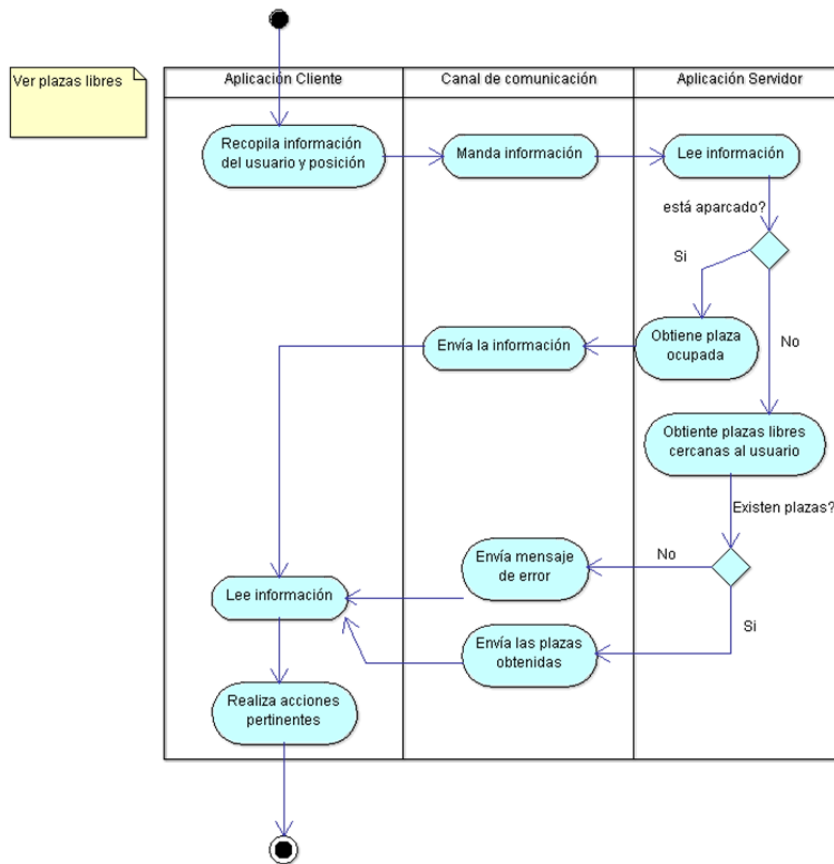 Ver plazas libres
Aplicación Cliente
Canal de comunicación
Aplicación Servidor
Recopila información
del usuario y posición
Manda información
Lee información
está aparcado?
Si
No
Obtiene plaza
ocupada
Envía la información
Obtiente plazas libres
cercanas al usuario
Existen plazas?
No
Si
Envía mensaje
de error
Envía las plazas
obtenidas
Lee información
Realiza acciones
pertinentes